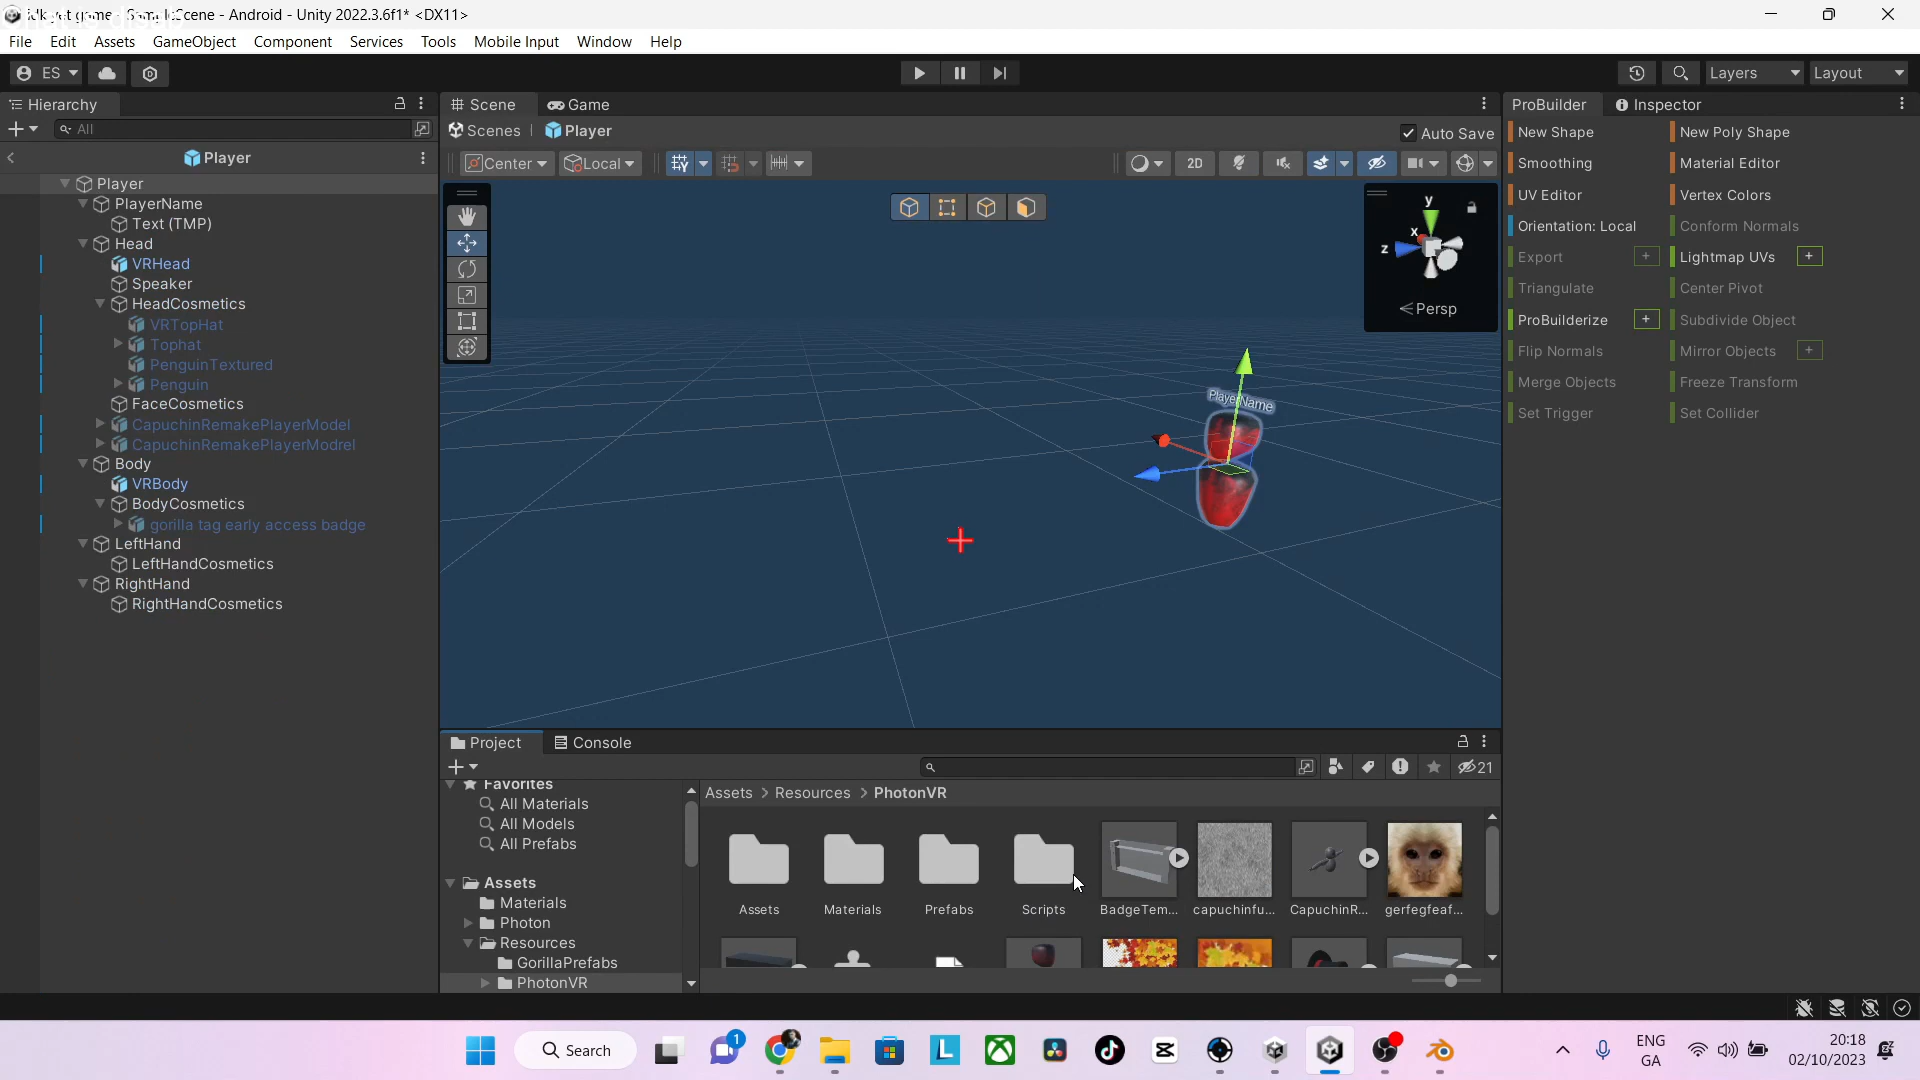 idk yet game - SampleScene - Android - Unity 2022.3.6f1* <DX11>
File Edit Assets GameObject Component Services Tools Mobile Input Window Help
ES
Layers
Layout
Hierarchy
Scene
Game
ProBuilder
Inspector
All
Scenes
Player
Auto Save
Player
Center
Local
2D
Player
PlayerName
Text (TMP)
Head
VRHead
Speaker
HeadCosmetics
VRTopHat
Tophat
PenguinTextured
Penguin
FaceCosmetics
CapuchinRemakePlayerModel
CapuchinRemakePlayerModrel
Body
VRBody
BodyCosmetics
gorilla tag early access badge
LeftHand
LeftHandCosmetics
RightHand
RightHandCosmetics
y
x
z
Persp
PlayerName
New Shape
New Poly Shape
Smoothing
Material Editor
UV Editor
Vertex Colors
Orientation: Local
Conform Normals
Export
+
Lightmap UVs
+
Triangulate
Center Pivot
ProBuilderize
+
Subdivide Object
Flip Normals
Mirror Objects
+
Merge Objects
Freeze Transform
Set Trigger
Set Collider
Project
Console
21
Favorites
All Materials
All Models
All Prefabs
Assets
Materials
Photon
Resources
GorillaPrefabs
PhotonVR
Assets > Resources > PhotonVR
Assets
Materials
Prefabs
Scripts
BadgeTem...
capuchinfu...
CapuchinR...
gerfegfeaf...
Search
1
L
ENG
GA
20:18
02/10/2023